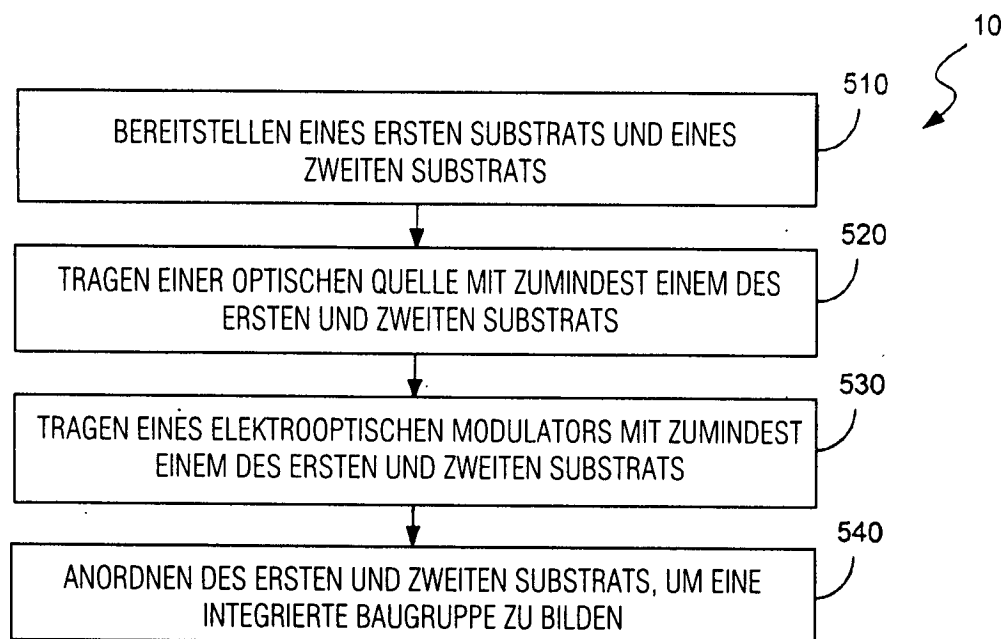 10
510
BEREITSTELLEN EINES ERSTEN SUBSTRATS UND EINES
ZWEITEN SUBSTRATS
520
TRAGEN EINER OPTISCHEN QUELLE MIT ZUMINDEST EINEM DES
ERSTEN UND ZWEITEN SUBSTRATS
530
TRAGEN EINES ELEKTROOPTISCHEN MODULATORS MIT ZUMINDEST
EINEM DES ERSTEN UND ZWEITEN SUBSTRATS
540
ANORDNEN DES ERSTEN UND ZWEITEN SUBSTRATS, UM EINE
INTEGRIERTE BAUGRUPPE ZU BILDEN